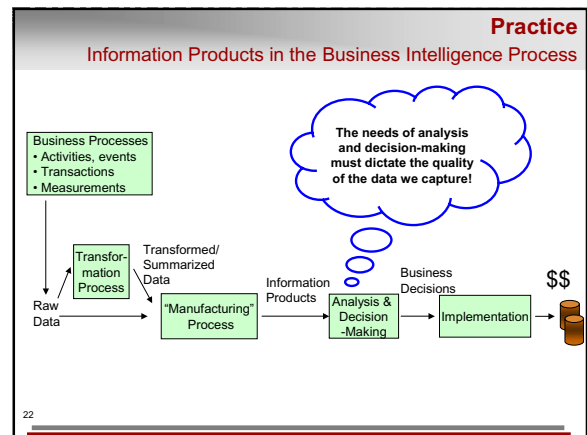 Practice
Information Products in the Business Intelligence Process
The needs of analysis
and decision-making
must dictate the quality
of the data we capture!
Business Processes
• Activities, events
• Transactions
• Measurements
Transfor-
mation
Process
Transformed/
Summarized
Data
Raw
Data
“Manufacturing”
Process
Information
Products
Analysis &
Decision
-Making
Business
Decisions
Implementation
$$
22